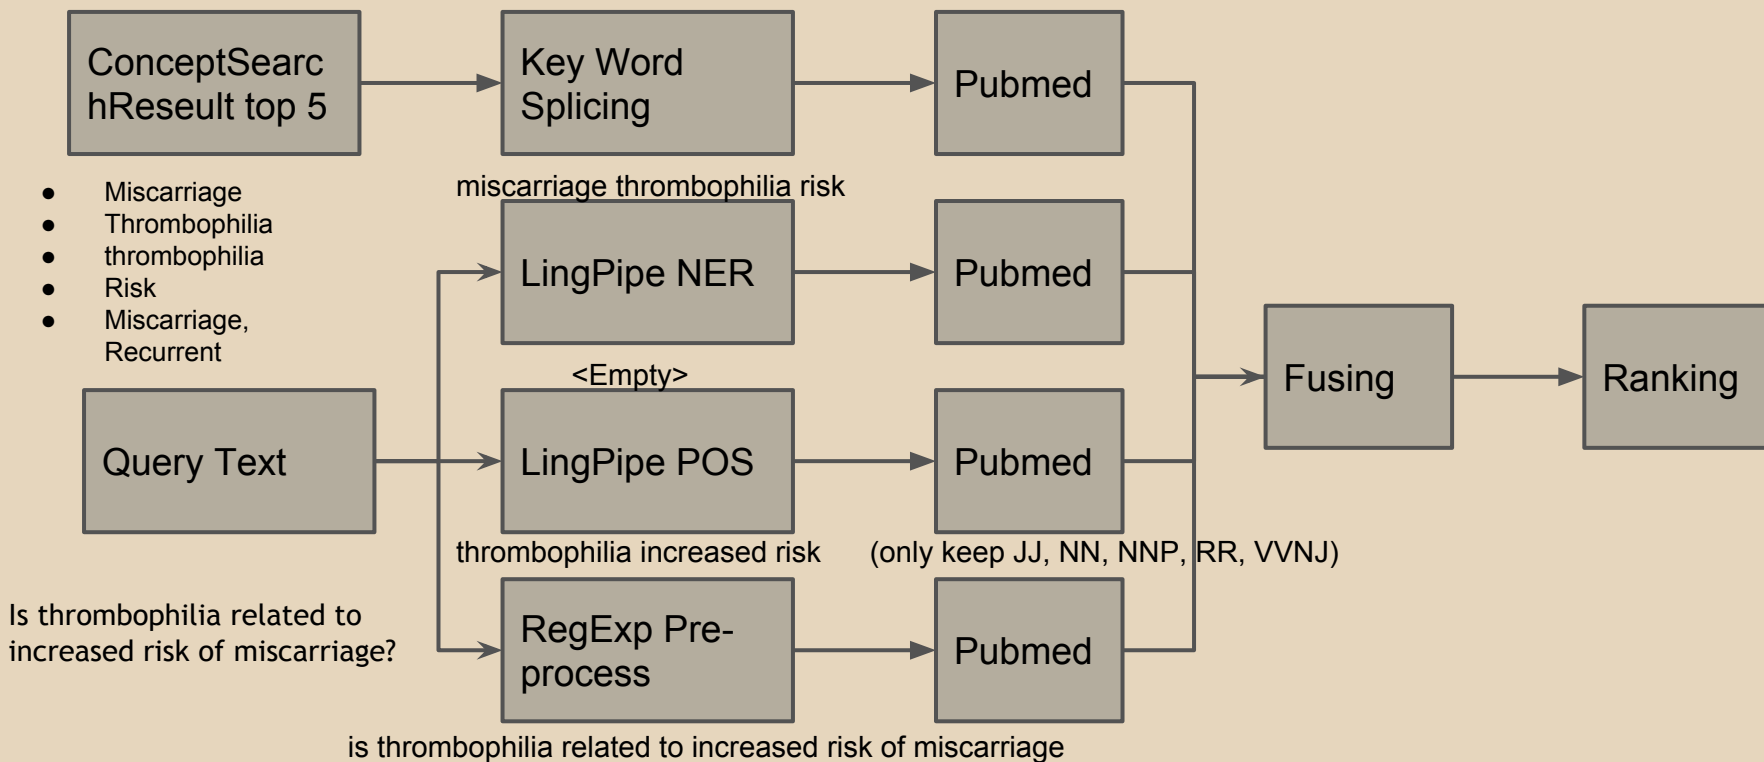 ConceptSearc
hReseult top 5
Key Word
Splicing
Pubmed
● Miscarriage
● Thrombophilia
● thrombophilia
● Risk
● Miscarriage,
Recurrent
miscarriage thrombophilia risk
LingPipe NER
Pubmed
<Empty>
Query Text
LingPipe POS
Pubmed
Fusing
Ranking
thrombophilia increased risk
(only keep JJ, NN, NNP, RR, VVNJ)
Is thrombophilia related to
increased risk of miscarriage?
RegExp Pre-
process
Pubmed
is thrombophilia related to increased risk of miscarriage